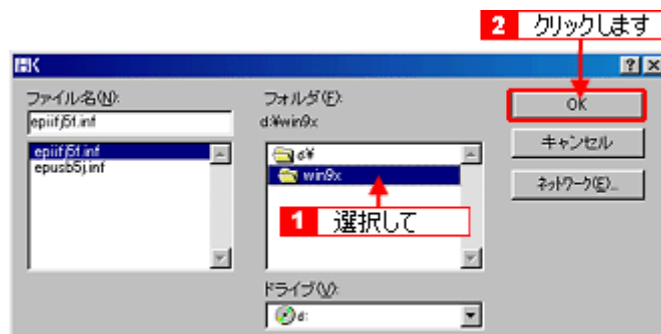 2 クリックします
開く
ファイル名(N):
epiifj5f.inf
epiifj5f.inf
epusb5j.inf
フォルダ(F):
d:¥win9x
d:¥
win9x
1 選択して
ドライブ(V):
d:
OK
キャンセル
ネットワーク(E)...